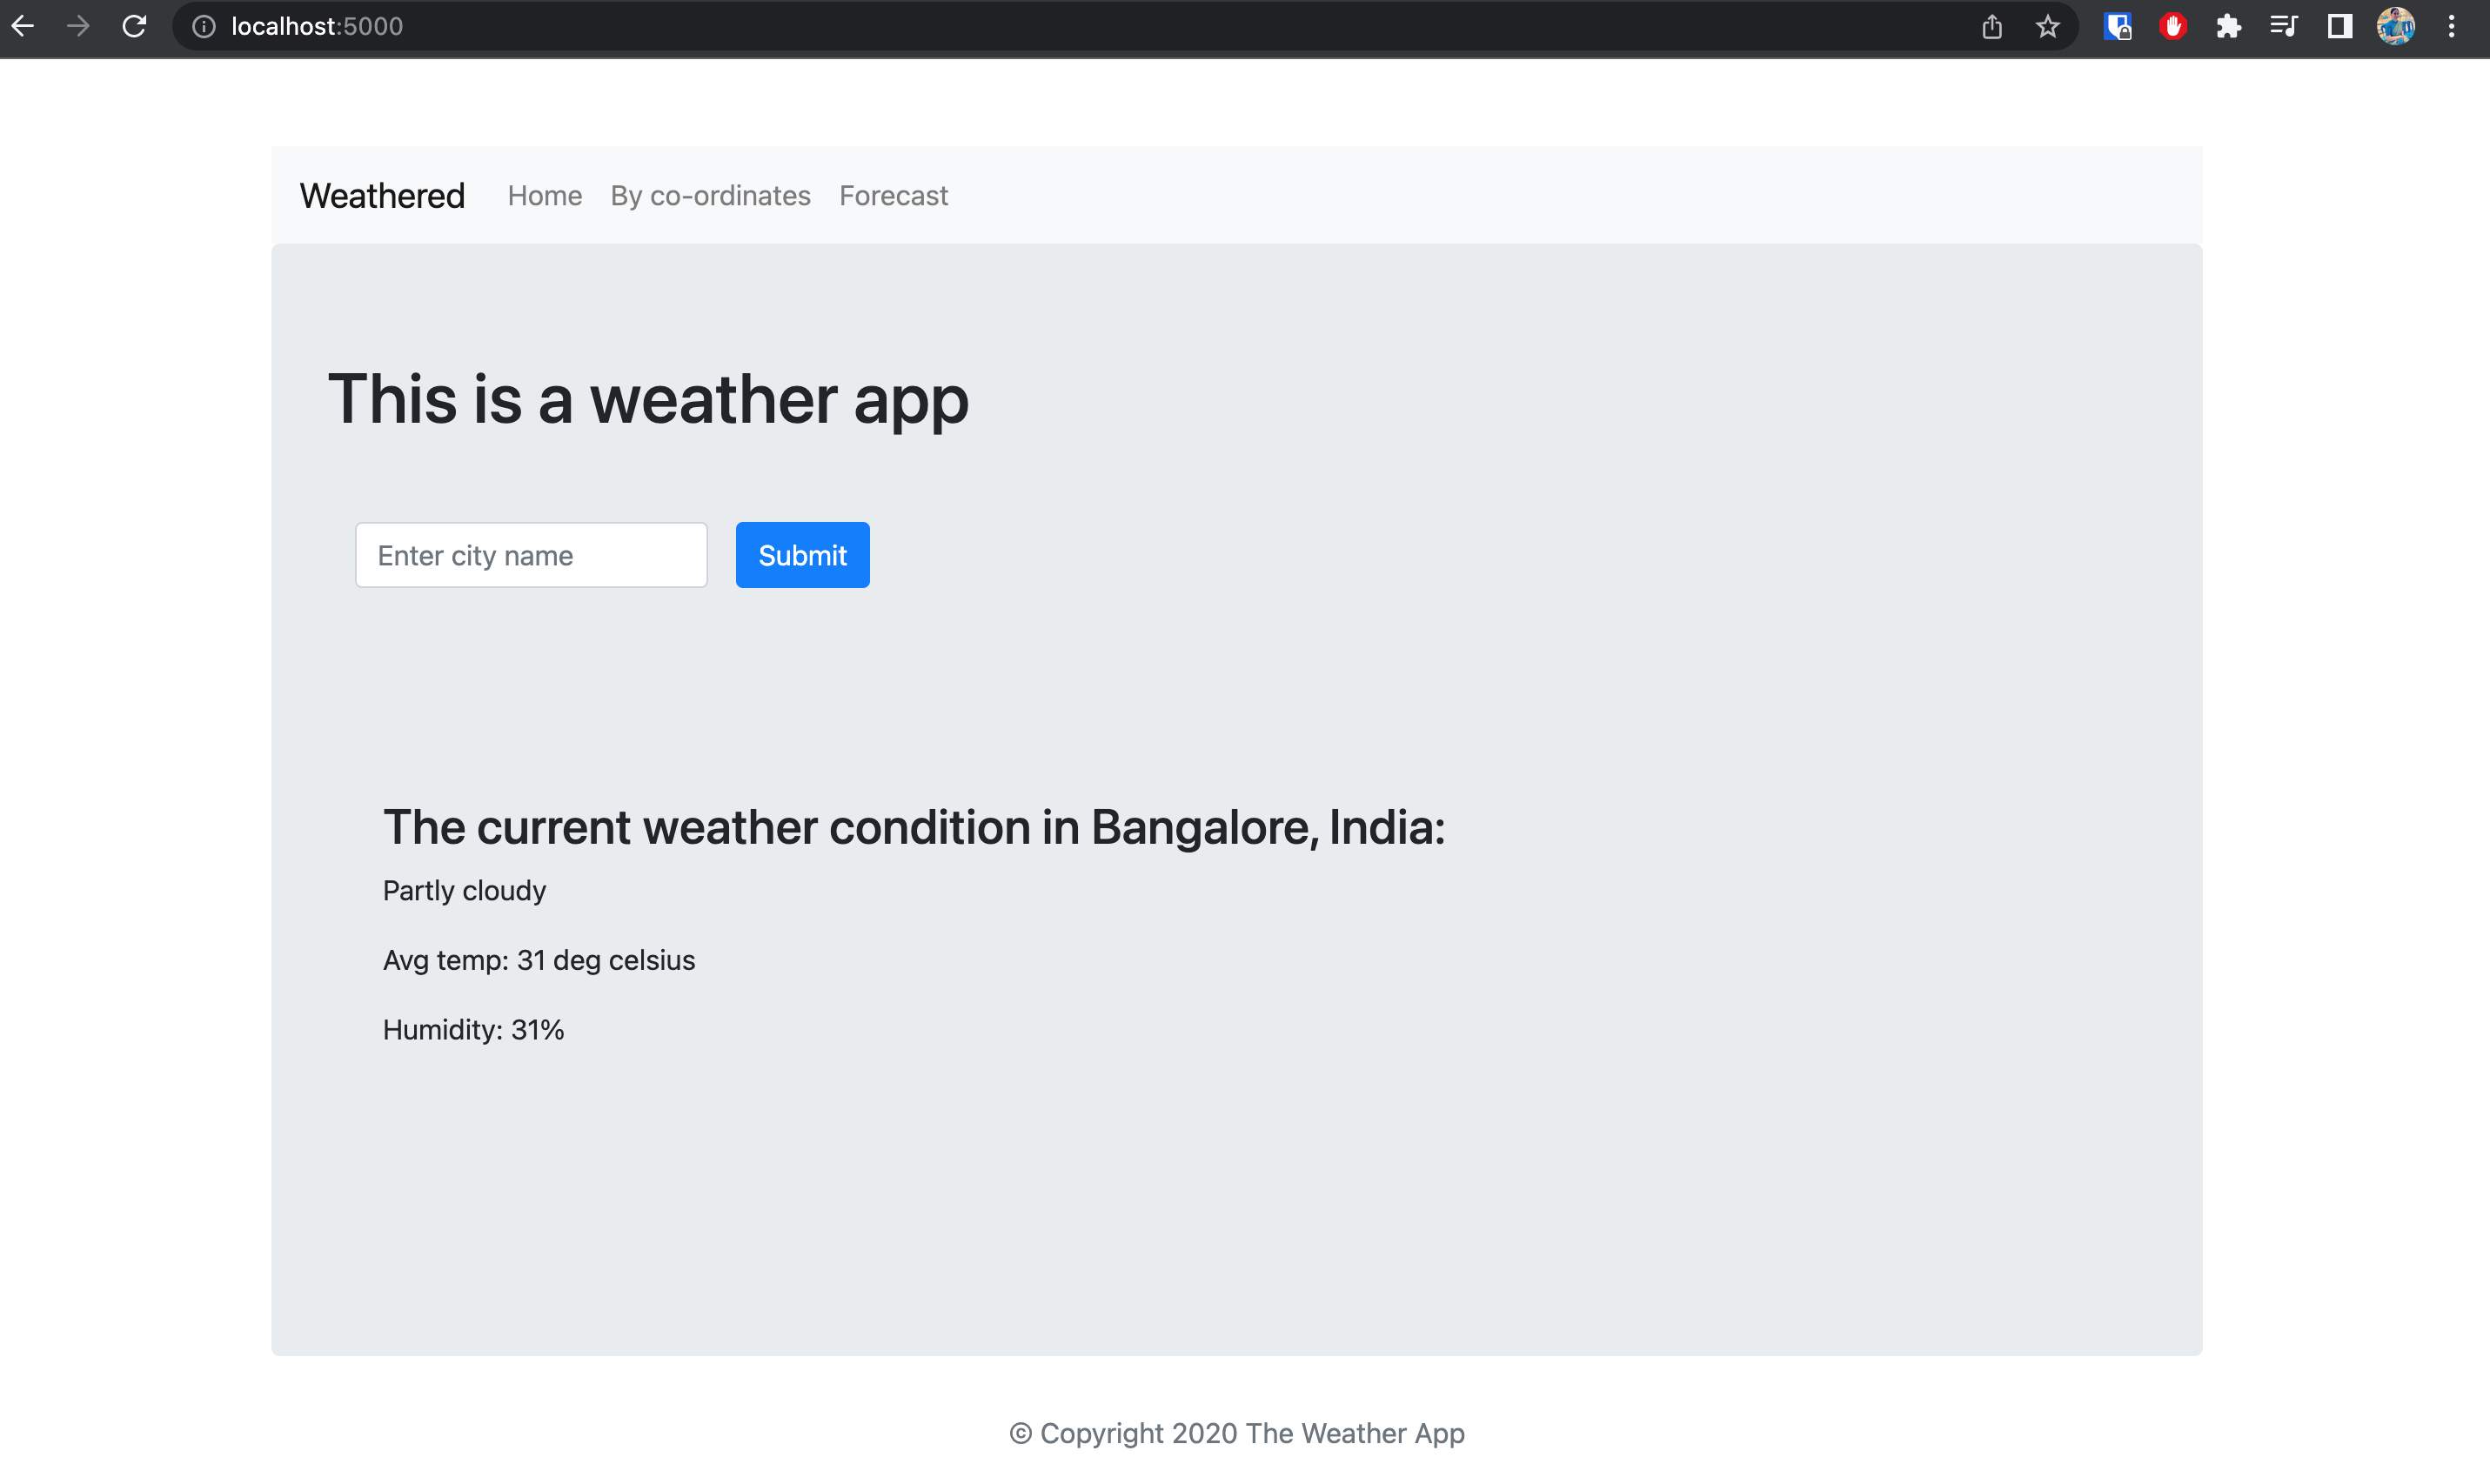 localhost:5000
Weathered Home By co-ordinates Forecast
This is a weather app
Enter city name Submit
The current weather condition in Bangalore, India:
Partly cloudy
Avg temp: 31 deg celsius
Humidity: 31%
© Copyright 2020 The Weather App